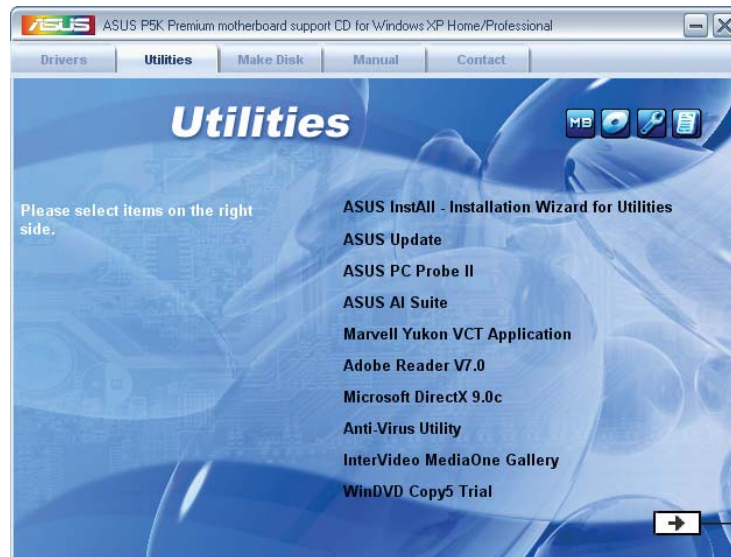 ASUS ASUS P5K Premium motherboard support CD for Windows XP Home/Professional
Drivers Utilities Make Disk Manual Contact
Utilities
MB
Please select items on the right
side.
ASUS InstAll - Installation Wizard for Utilities
ASUS Update
ASUS PC Probe II
ASUS AI Suite
Marvell Yukon VCT Application
Adobe Reader V7.0
Microsoft DirectX 9.0c
Anti-Virus Utility
InterVideo MediaOne Gallery
WinDVD Copy5 Trial